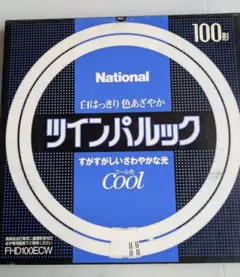 100形
National
白はっきり 色あざやか
ツインパルック
すがすがしいさわやかな光
クール色
Cool
FHD100ECW